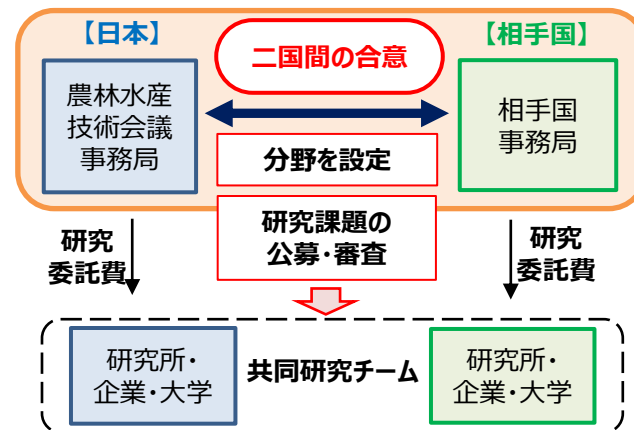 【日本】
二国間の合意
【相手国】
農林水産
技術会議
事務局
相手国
事務局
分野を設定
研究課題の
公募・審査
研究
委託費
研究
委託費
研究所・
企業・大学
共同研究チーム
研究所・
企業・大学